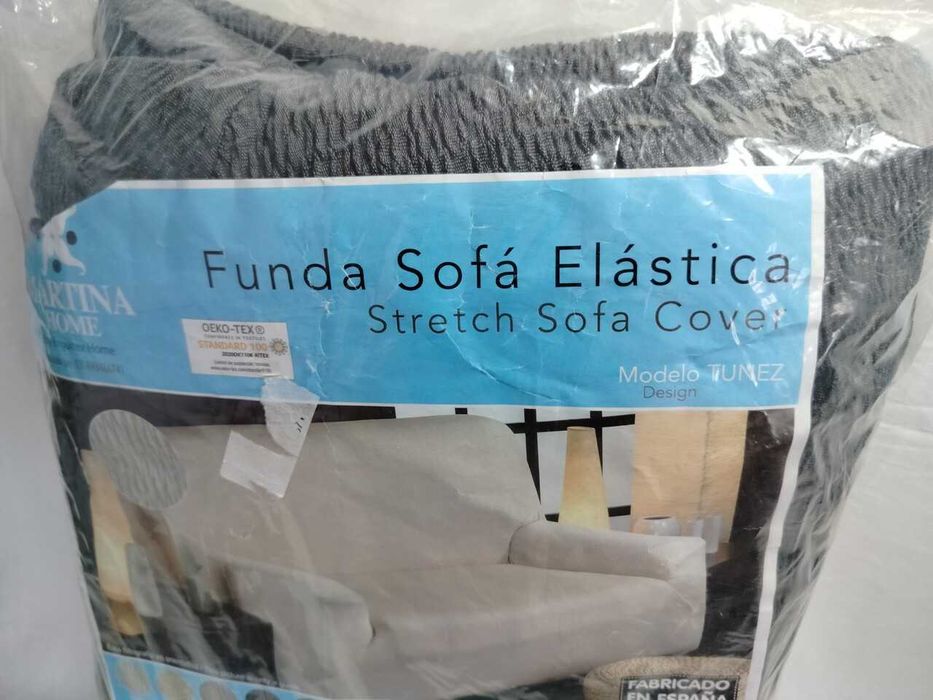 Funda Sofá Elástica
Stretch Sofa Cover
MARTINA
HOME
OEKO-TEX®
STANDARD 100
Modelo TUNEZ
Design
FABRICADO
EN ESPAÑA